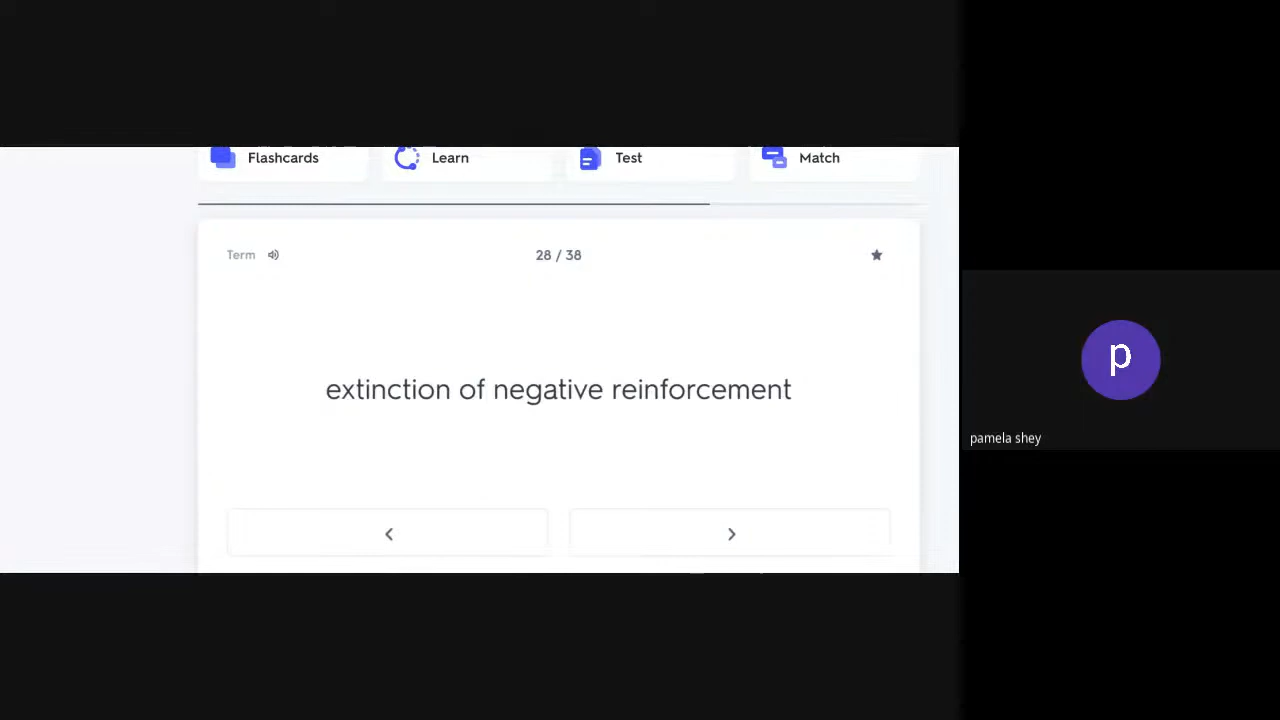 Flashcards
Learn
Test
Match
Term
28 / 38
extinction of negative reinforcement
p
pamela shey